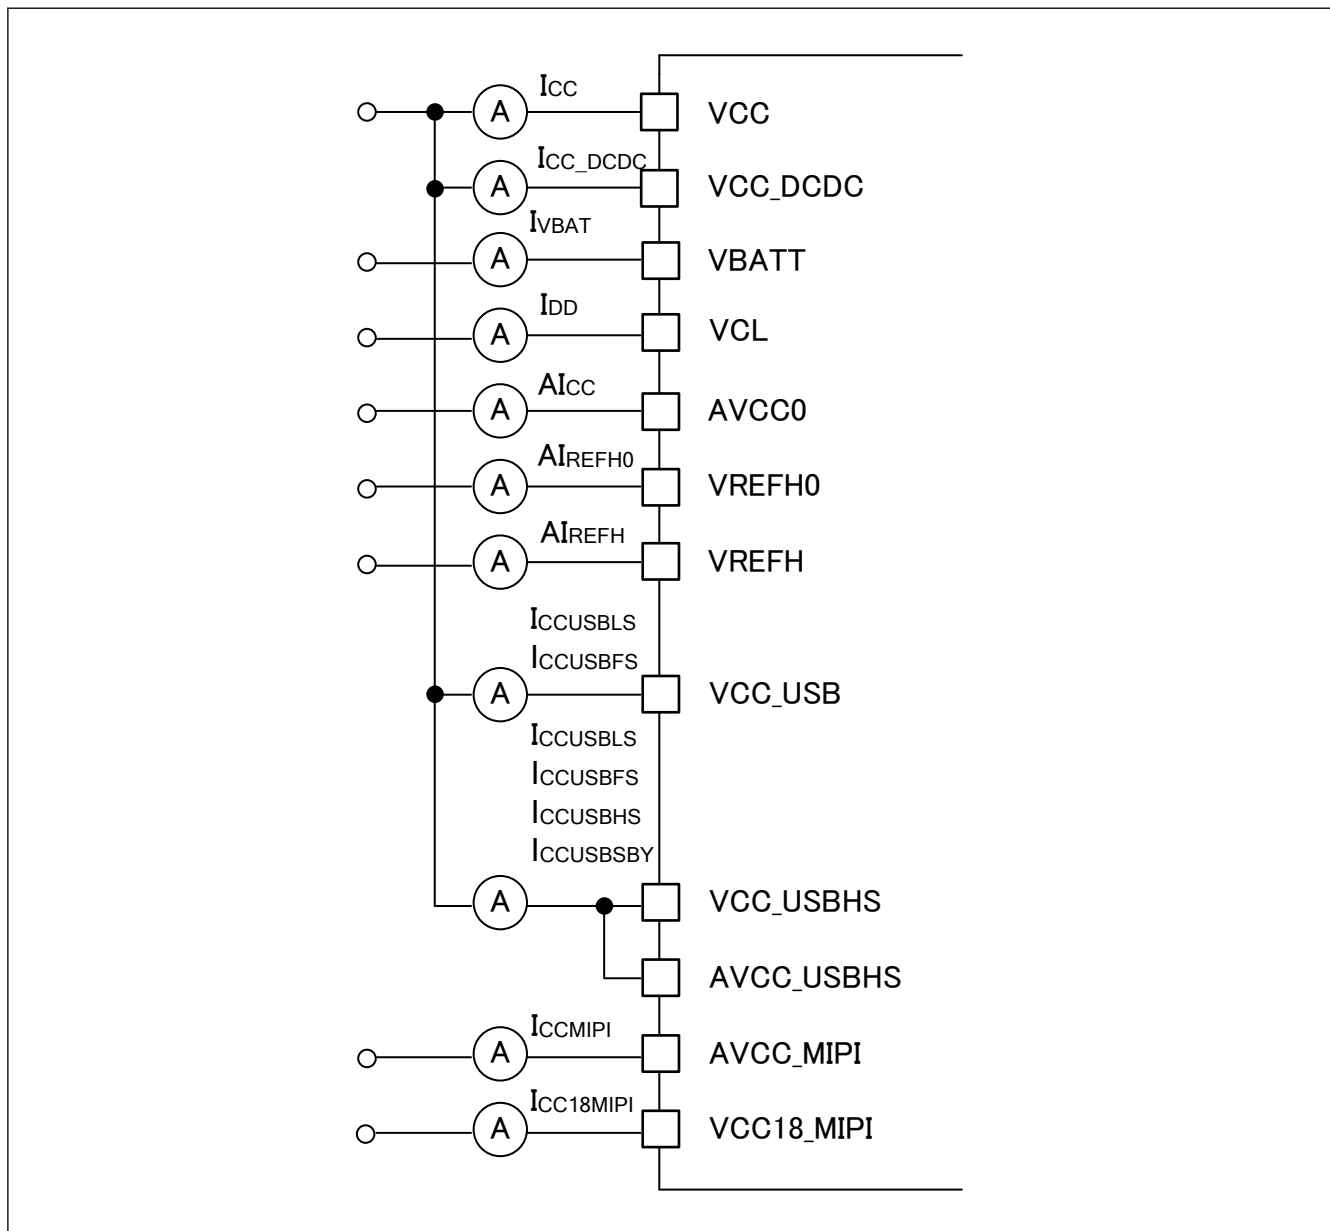 ICC
A VCC
ICC_DCDC
A VCC_DCDC
IVBAT
A VBATT
IDD
A VCL
AICC
A AVCC0
AIREFH0
A VREFH0
AIREFH
A VREFH
ICCUSBLS
ICCUSBFS
A VCC_USB
ICCUSBLS
ICCUSBFS
ICCUSBHS
ICCUSBSBY
A VCC_USBHS
AVCC_USBHS
ICCMIPI
A AVCC_MIPI
ICC18MIPI
A VCC18_MIPI